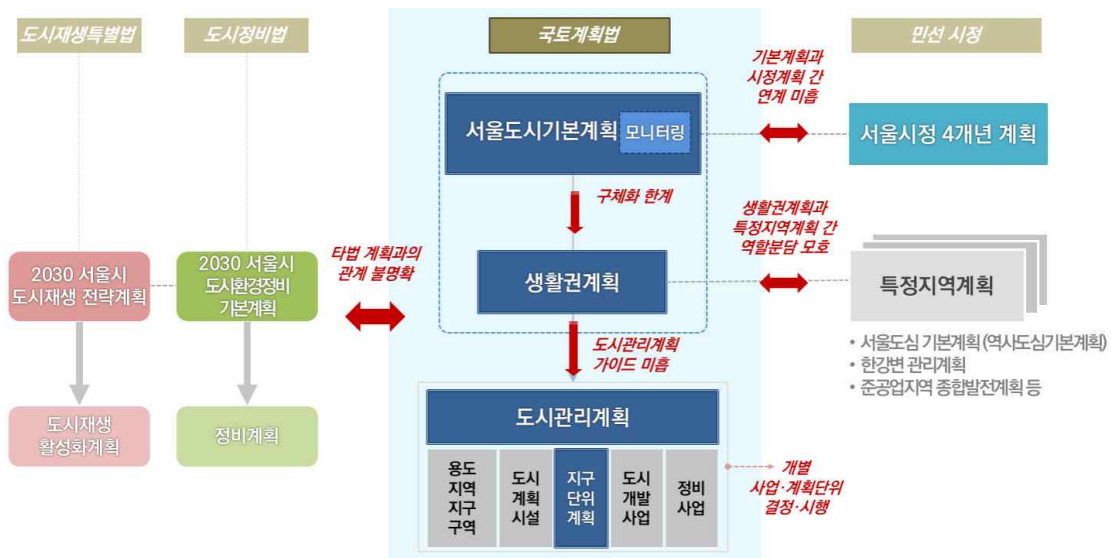 도시재생특별법
도시정비법
국토계획법
민선 시정
기본계획과
시정계획 간
연계 미흡
서울도시기본계획
모니터링
서울시정 4개년 계획
구체화 한계
생활권계획과
특정지역계획 간
역할분담 모호
타법 계획과의
관계 불명확
2030 서울시
도시재생 전략계획
2030 서울시
도시환경정비
기본계획
생활권계획
특정지역계획
도시관리계획
가이드 미흡
• 서울도심 기본계획 (역사도심기본계획)
• 한강변 관리계획
• 준공업지역 종합발전계획 등
도시재생
활성화계획
정비계획
도시관리계획
용도
지역
지구
구역
도시
계획
시설
지구
단위
계획
도시
개발
사업
정비
사업
개별
사업·계획단위
결정·시행